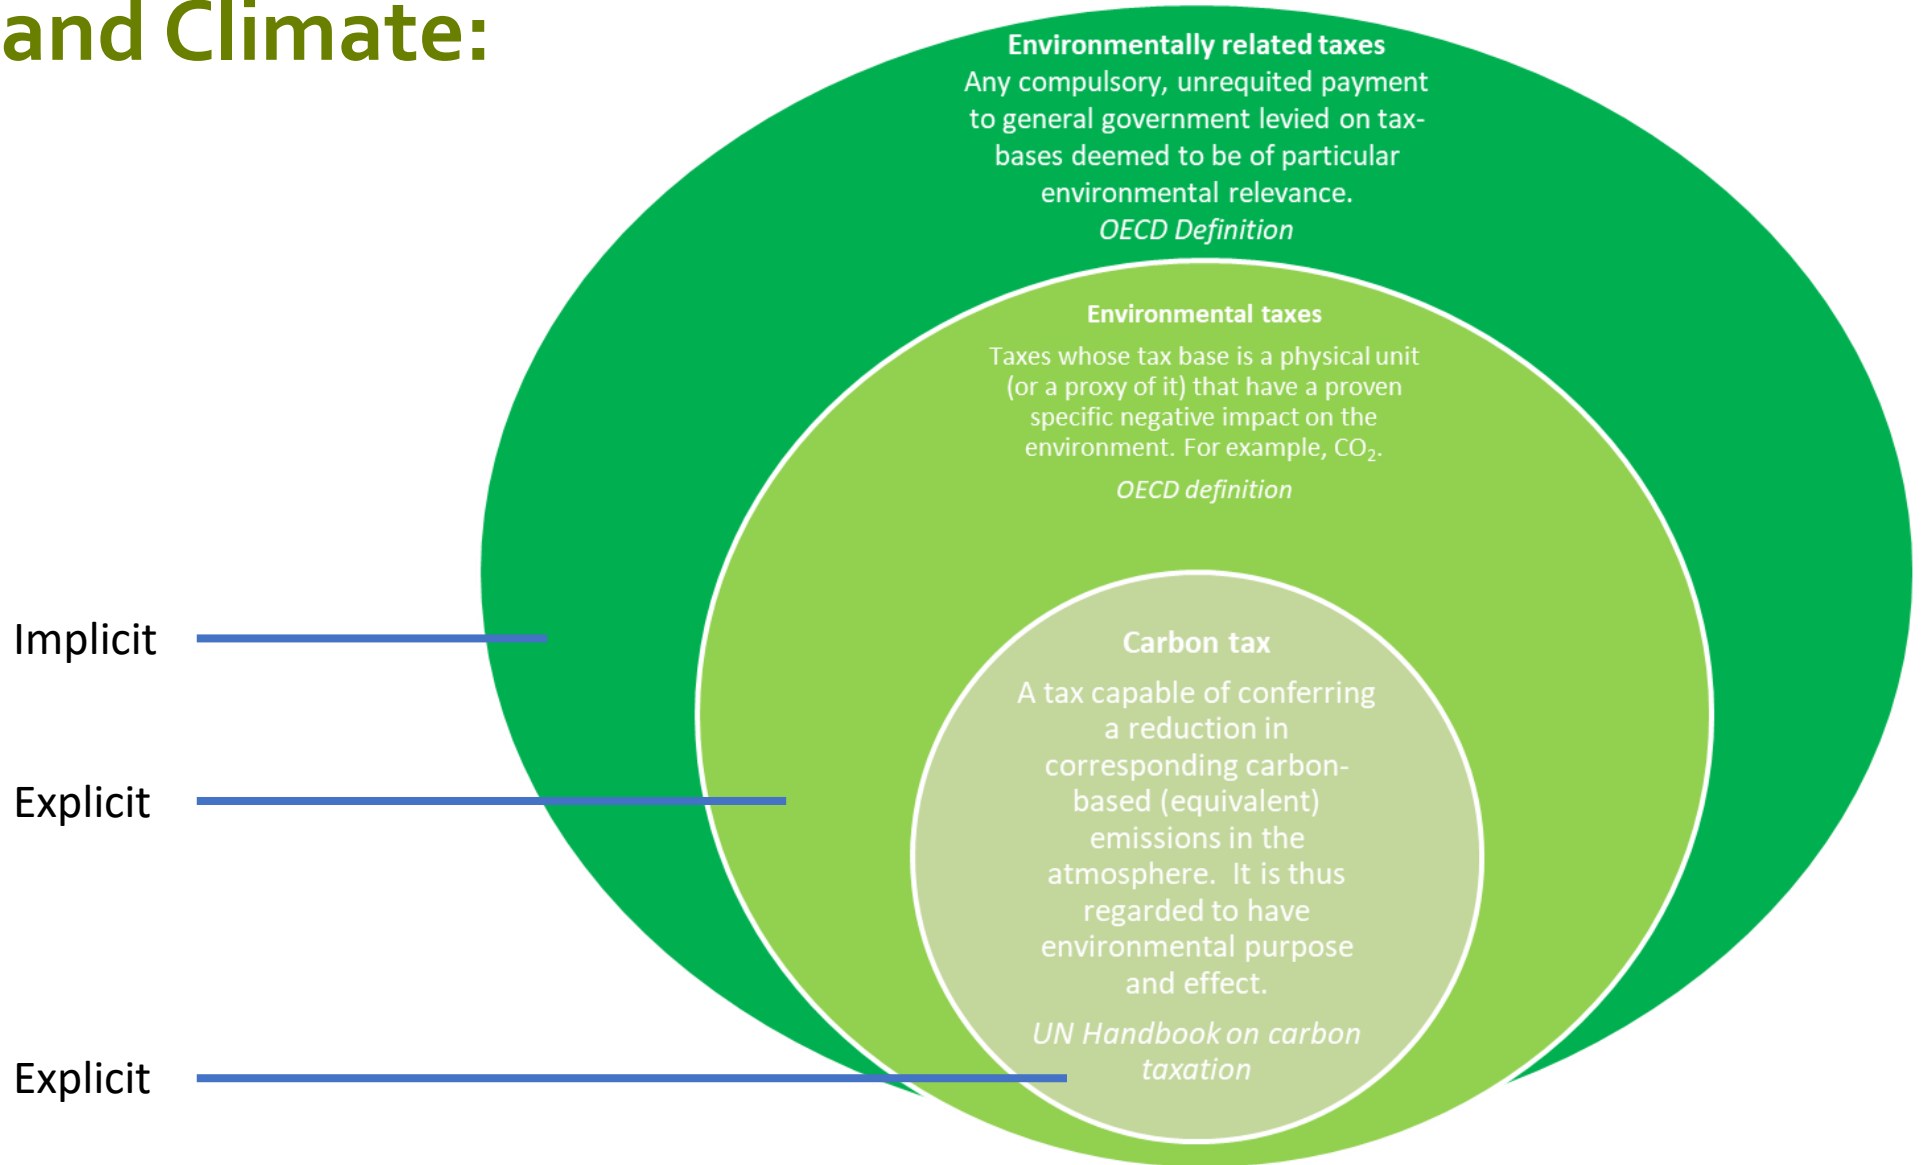 and Climate:
Environmentally related taxes
Any compulsory, unrequited payment
to general government levied on tax-
bases deemed to be of particular
environmental relevance.
OECD Definition
Environmental taxes
Taxes whose tax base is a physical unit
(or a proxy of it) that have a proven
specific negative impact on the
environment. For example, CO₂.
OECD definition
Implicit
Explicit
Explicit
Carbon tax
A tax capable of conferring
a reduction in
corresponding carbon-
based (equivalent)
emissions in the
atmosphere. It is thus
regarded to have
environmental purpose
and effect.
UN Handbook on carbon
taxation